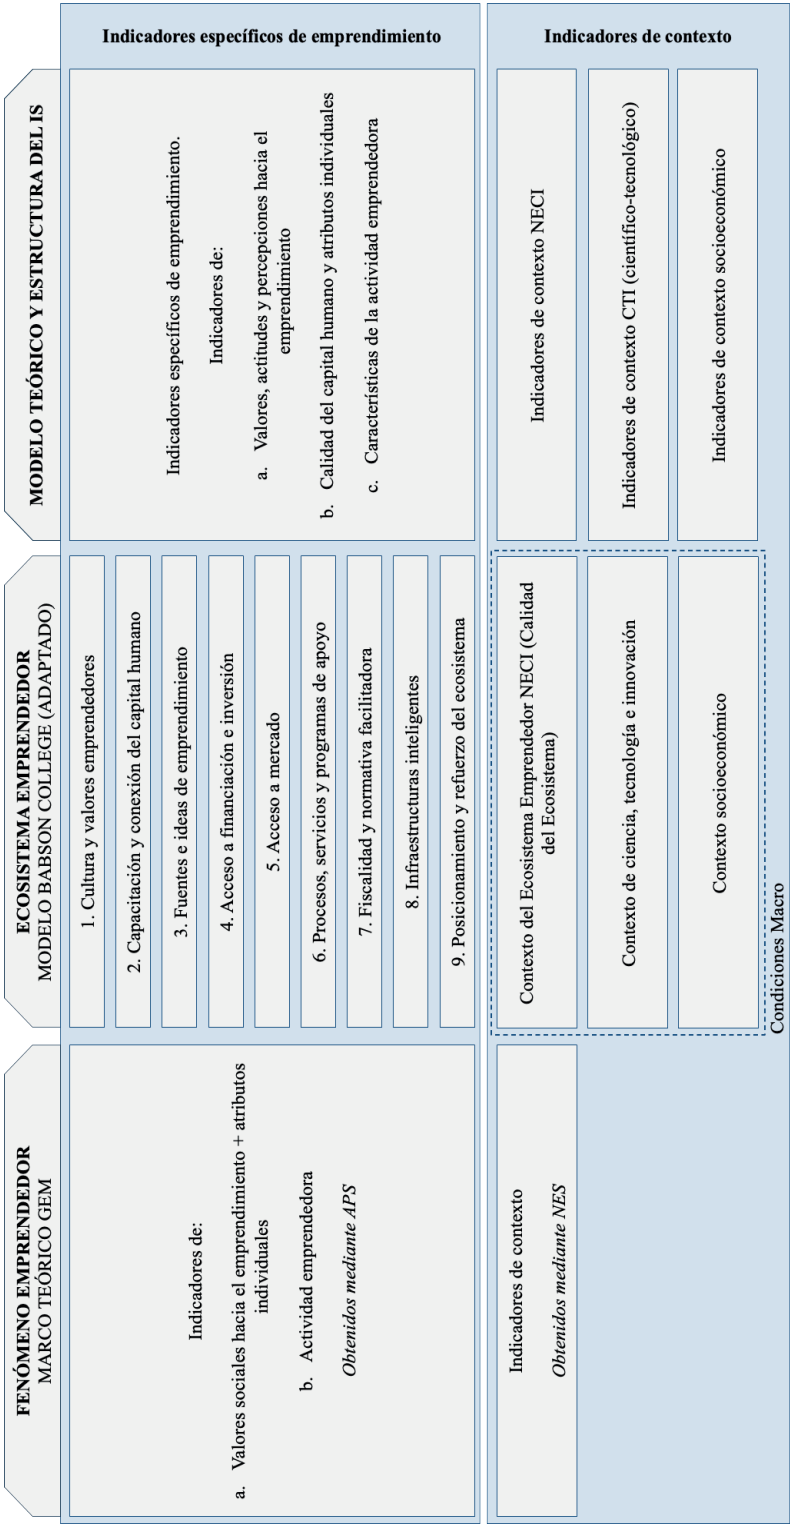 FENÓMENO EMPRENDEDOR
MARCO TEÓRICO GEM
ECOSISTEMA EMPRENDEDOR
MODELO BABSON COLLEGE (ADAPTADO)
MODELO TEÓRICO Y ESTRUCTURA DEL IS
Indicadores específicos de emprendimiento
Indicadores de:
a. Valores sociales hacia el emprendimiento + atributos
individuales
b. Actividad emprendedora
Obtenidos mediante APS
1. Cultura y valores emprendedores
2. Capacitación y conexión del capital humano
3. Fuentes e ideas de emprendimiento
4. Acceso a financiación e inversión
5. Acceso a mercado
6. Procesos, servicios y programas de apoyo
7. Fiscalidad y normativa facilitadora
8. Infraestructuras inteligentes
9. Posicionamiento y refuerzo del ecosistema
Indicadores específicos de emprendimiento.
Indicadores de:
a. Valores, actitudes y percepciones hacia el
emprendimiento
b. Calidad del capital humano y atributos individuales
c. Características de la actividad emprendedora
Indicadores de contexto
Indicadores de contexto
Obtenidos mediante NES
Contexto del Ecosistema Emprendedor NECI (Calidad
del Ecosistema)
Contexto de ciencia, tecnología e innovación
Contexto socioeconómico
Condiciones Macro
Indicadores de contexto NECI
Indicadores de contexto CTI (científico-tecnológico)
Indicadores de contexto socioeconómico